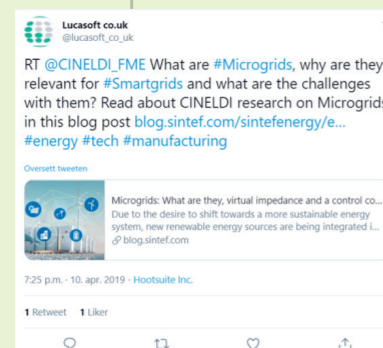 Lucasoft co.uk
@lucasoft_co_uk
RT @CINELDI_FME What are #Microgrids, why are they
relevant for #Smartgrids and what are the challenges
with them? Read about CINELDI research on Microgrids
in this blog post blog.sintef.com/sintefenergy/e...
#energy #tech #manufacturing
Oversett tweeten
Microgrids: What are they, virtual impedance and a control co...
Due to the desire to shift towards a more sustainable energy
system, new renewable energy sources are being integrated i...
blog.sintef.com
7:25 p.m. · 10. apr. 2019 · Hootsuite Inc.
1 Retweet 1 Liker